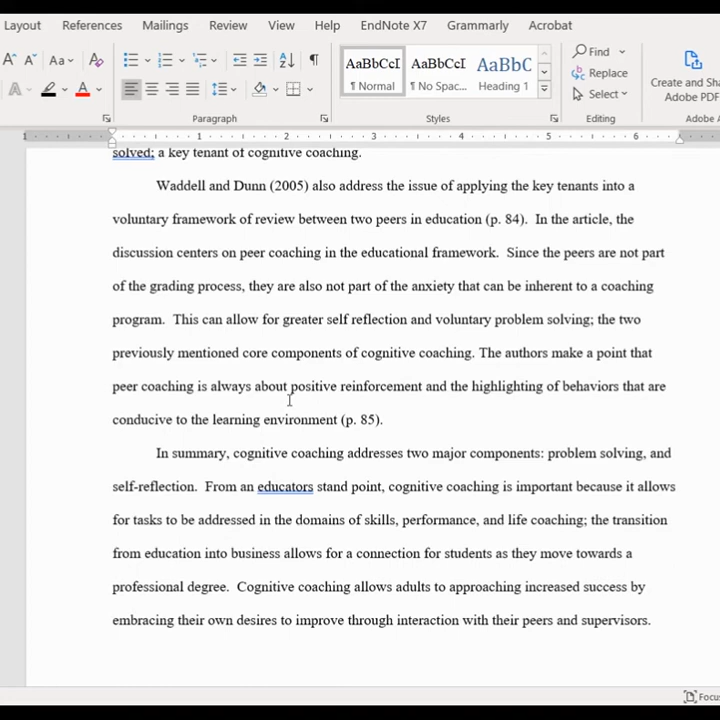 Layout References Mailings Review View Help EndNote X7 Grammarly Acrobat
Aa
A A
AaBbCcI AaBbCcI AaBbC
¶ Normal ¶ No Spac... Heading 1
Find
Replace
Select
Create and Sha
Adobe PDF
Paragraph Styles Editing Adobe A
1 1 2 3 4 5 6
solved; a key tenant of cognitive coaching.
Waddell and Dunn (2005) also address the issue of applying the key tenants into a
voluntary framework of review between two peers in education (p. 84). In the article, the
discussion centers on peer coaching in the educational framework. Since the peers are not part
of the grading process, they are also not part of the anxiety that can be inherent to a coaching
program. This can allow for greater self reflection and voluntary problem solving; the two
previously mentioned core components of cognitive coaching. The authors make a point that
peer coaching is always about positive reinforcement and the highlighting of behaviors that are
conducive to the learning environment (p. 85).
In summary, cognitive coaching addresses two major components: problem solving, and
self-reflection. From an educators stand point, cognitive coaching is important because it allows
for tasks to be addressed in the domains of skills, performance, and life coaching; the transition
from education into business allows for a connection for students as they move towards a
professional degree. Cognitive coaching allows adults to approaching increased success by
embracing their own desires to improve through interaction with their peers and supervisors.
Focus